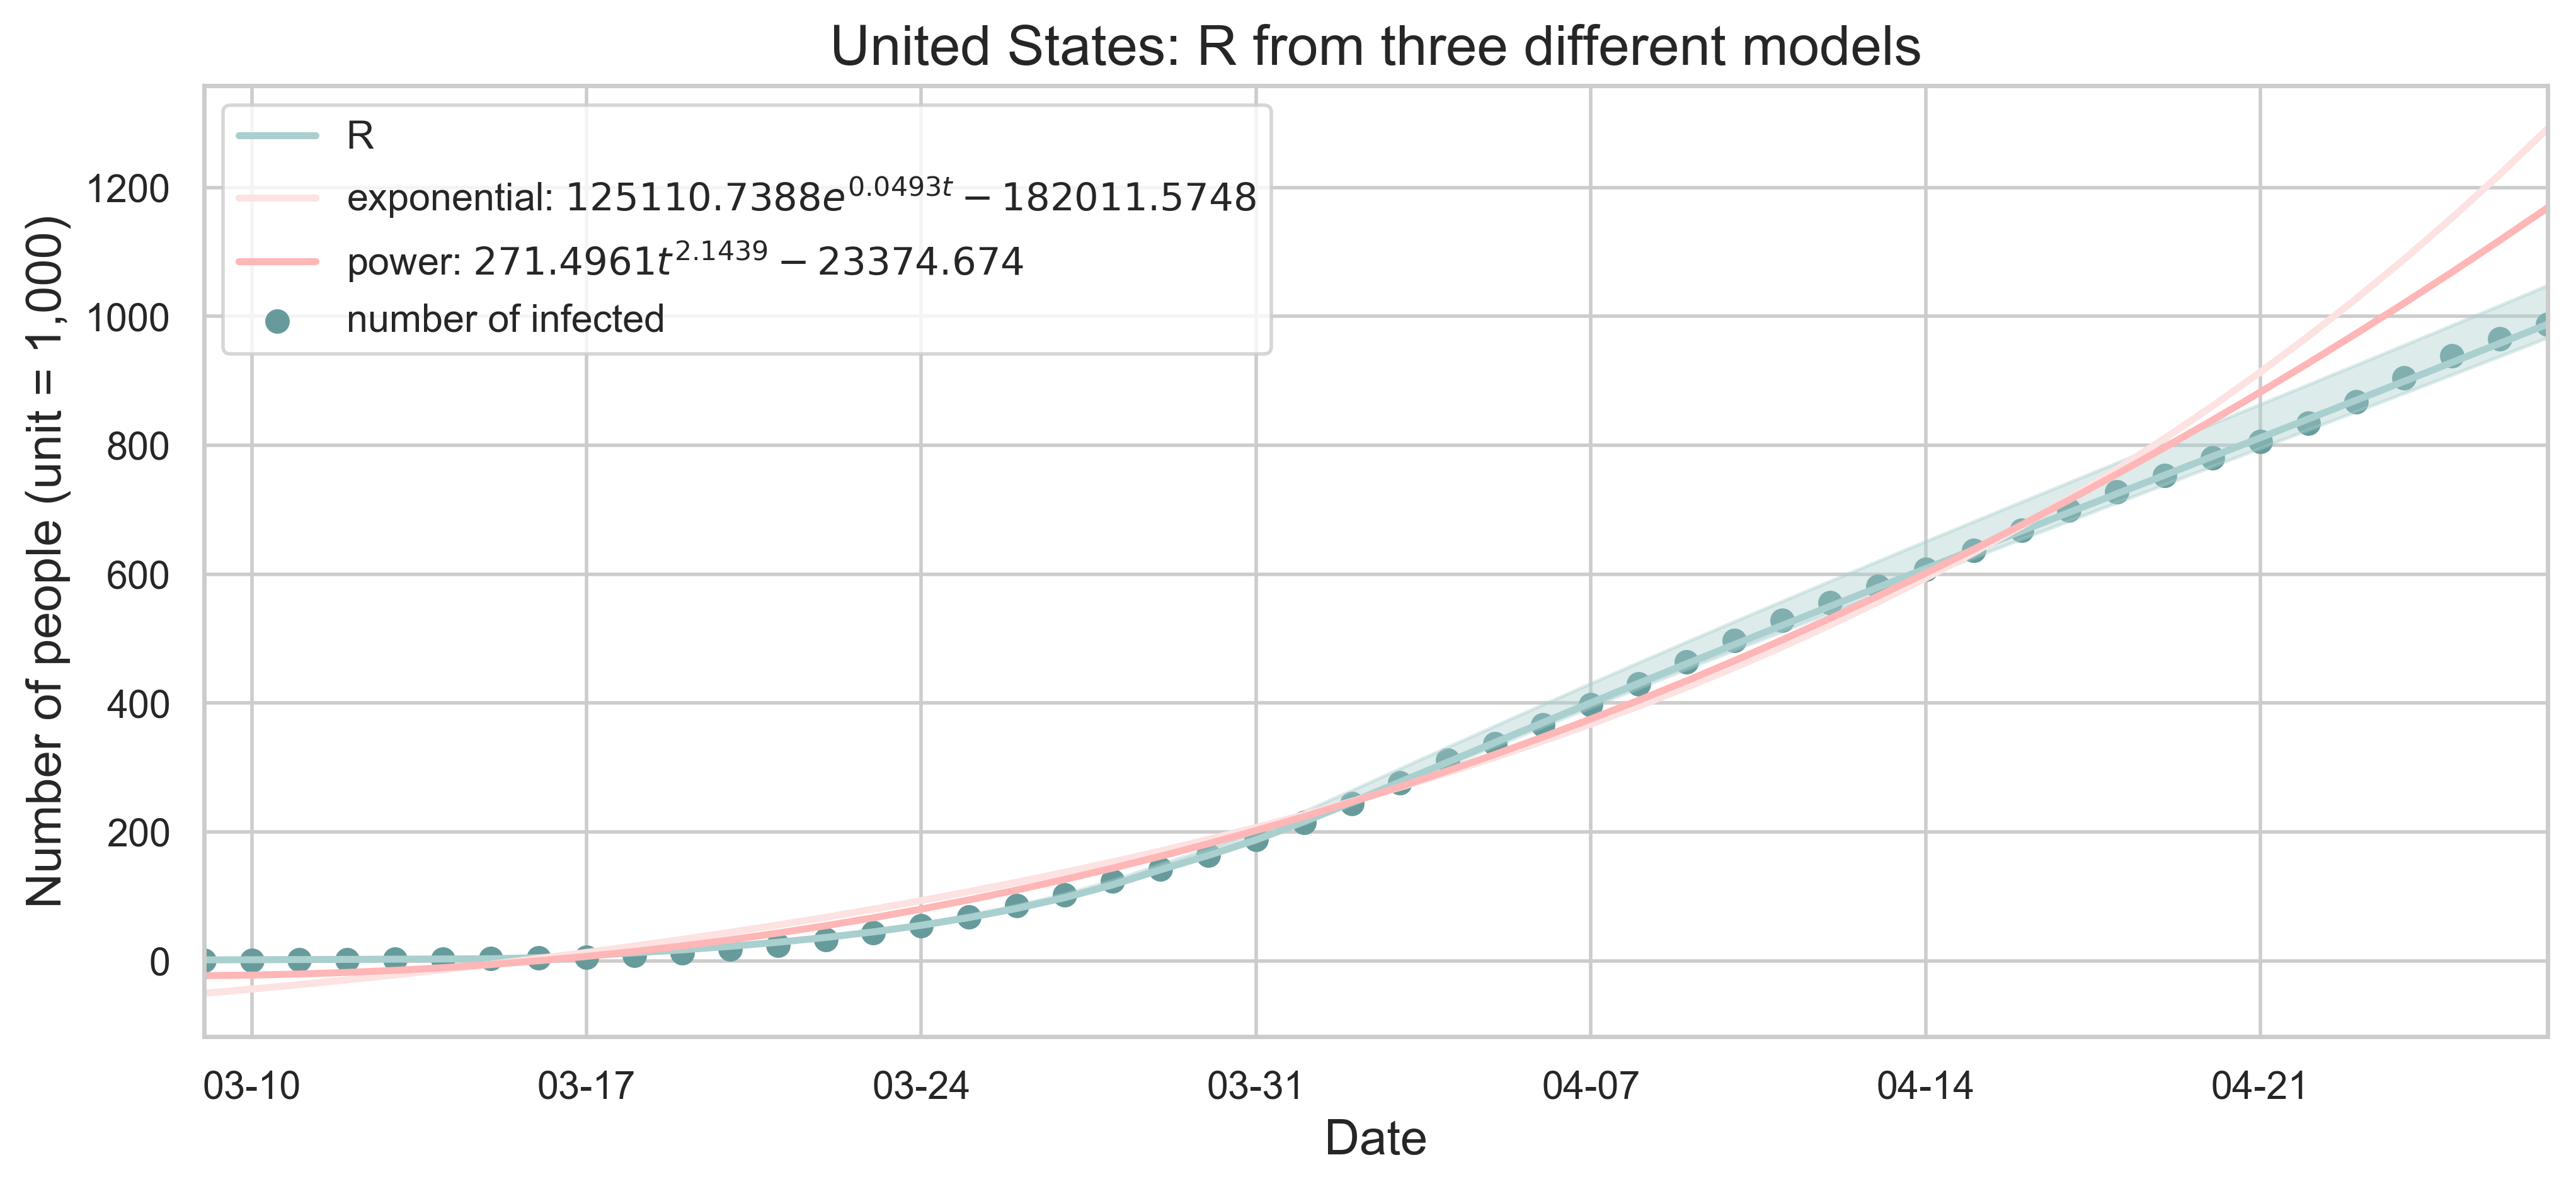 United States: R from three different models
R
exponential: 125110.7388e^{0.0493t} − 182011.5748
power: 271.4961t^{2.1439} − 23374.674
number of infected
Number of people (unit = 1,000)
1200
1000
800
600
400
200
0
03-10 03-17 03-24 03-31 04-07 04-14 04-21
Date